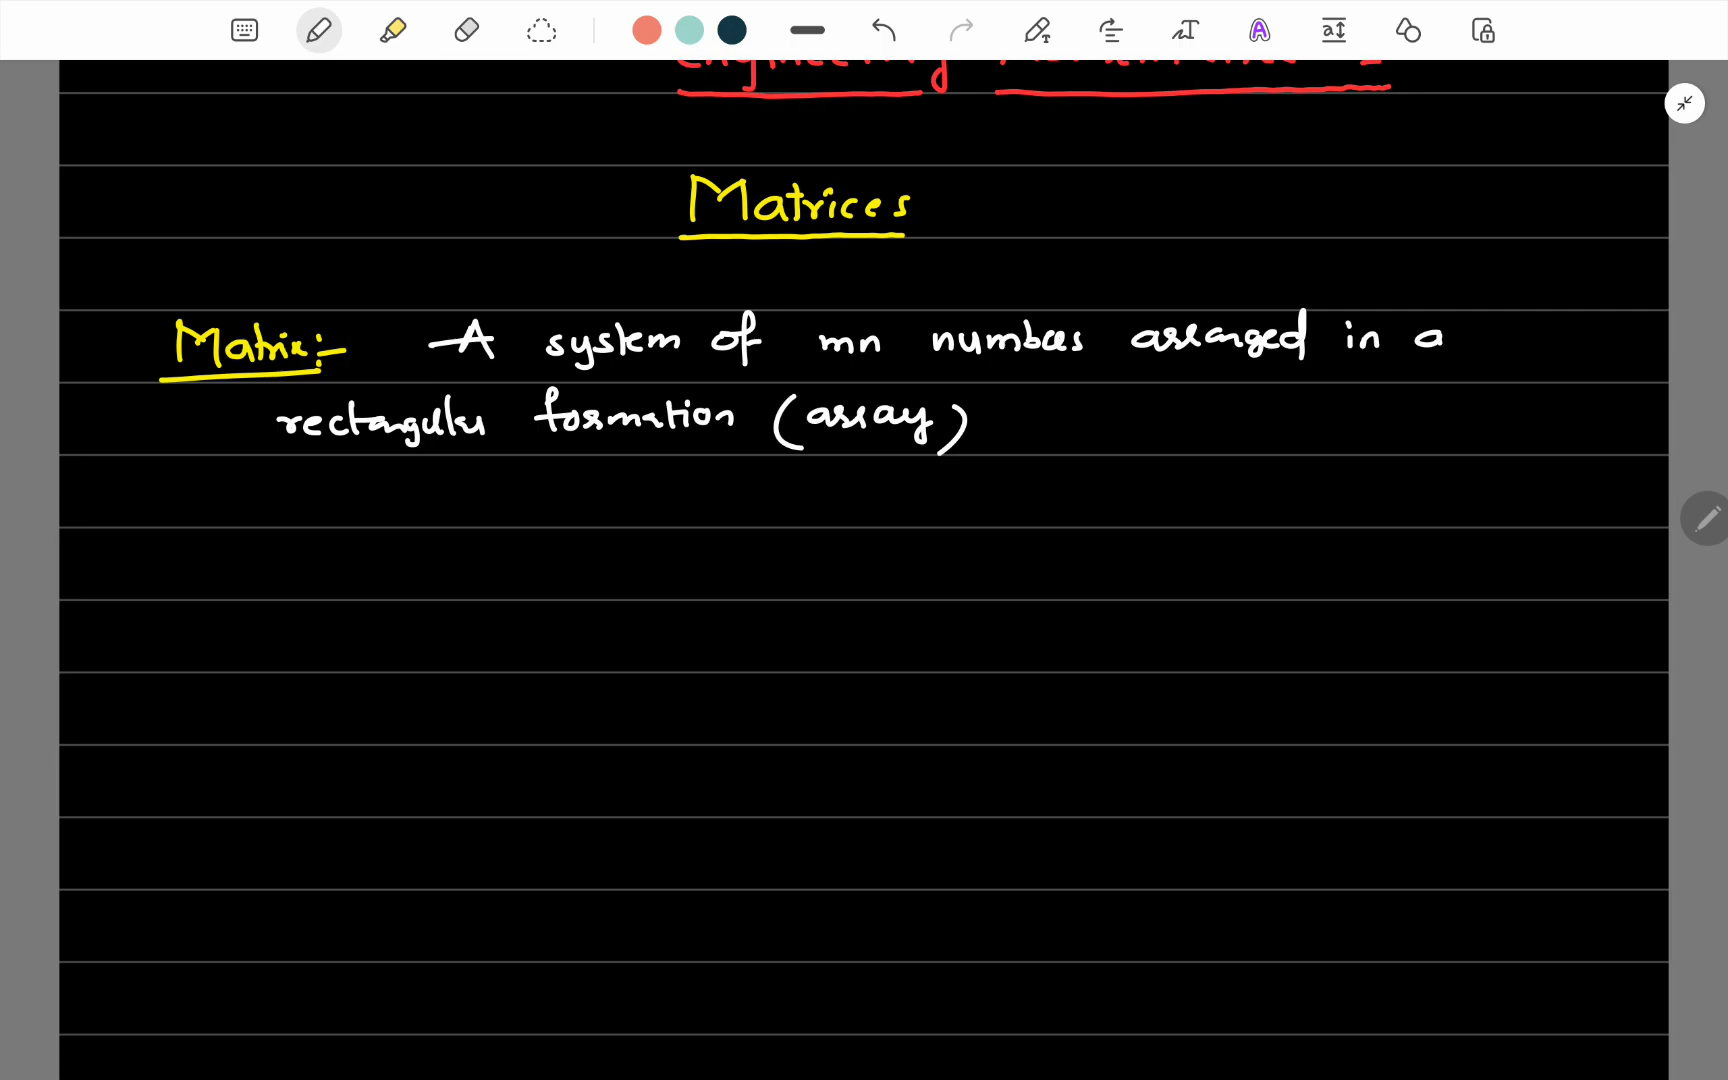 Matrices
Matrix:- A system of mn numbers arranged in a
rectangular formation (array)